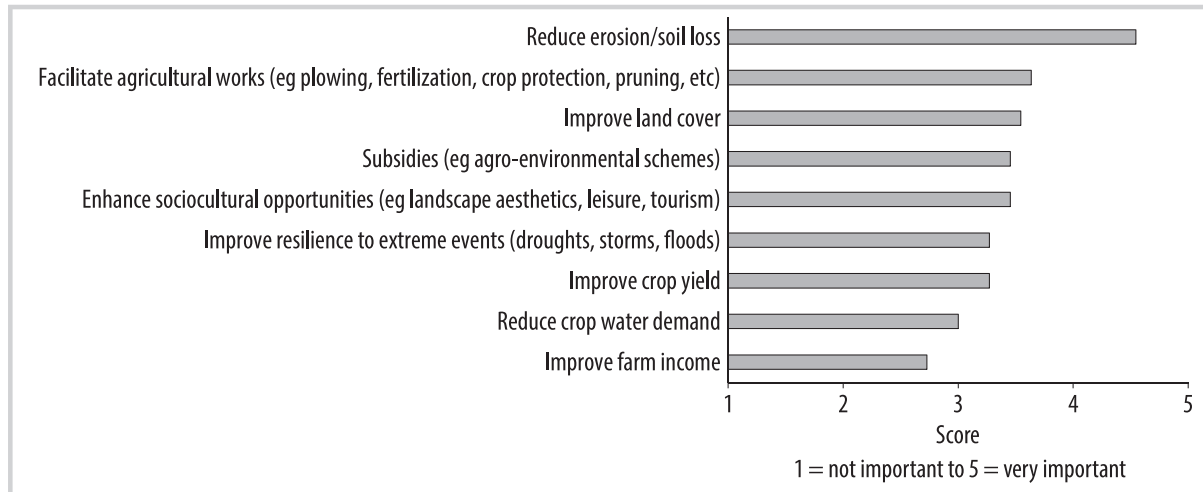 Reduce erosion/soil loss
Facilitate agricultural works (eg plowing, fertilization, crop protection, pruning, etc)
Improve land cover
Subsidies (eg agro-environmental schemes)
Enhance sociocultural opportunities (eg landscape aesthetics, leisure, tourism)
Improve resilience to extreme events (droughts, storms, floods)
Improve crop yield
Reduce crop water demand
Improve farm income
1 2 3 4 5
Score
1 = not important to 5 = very important